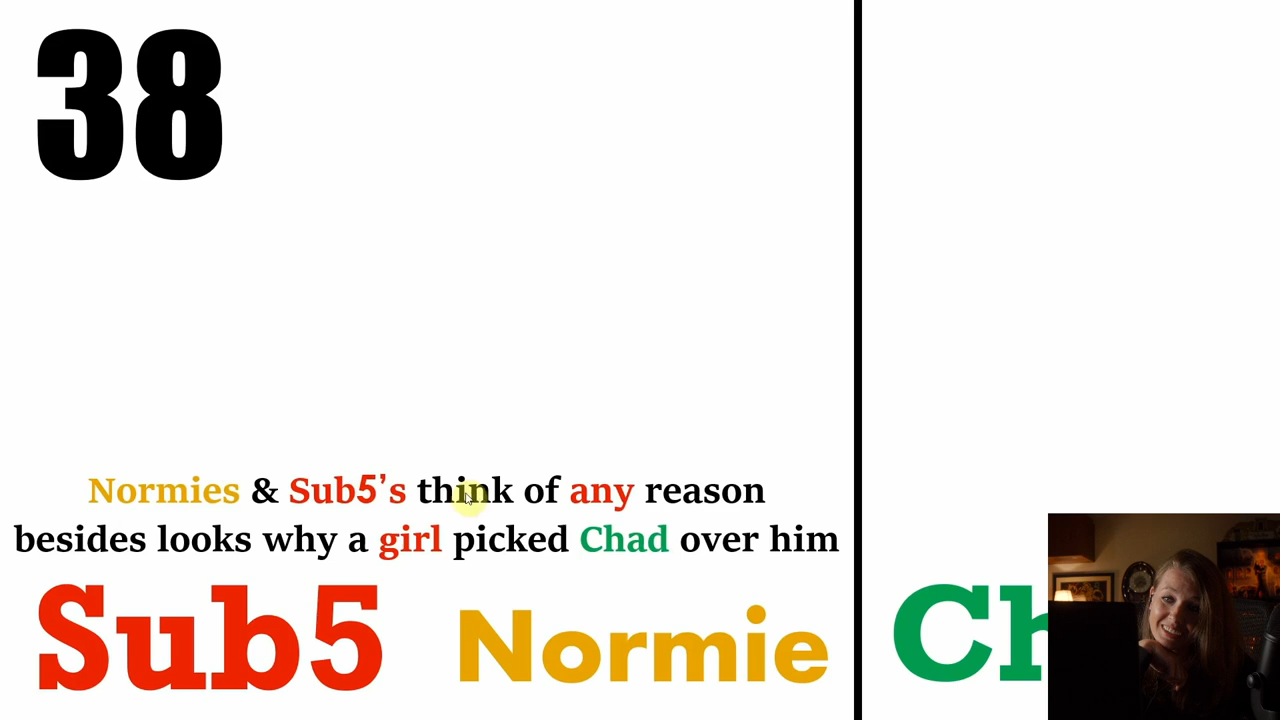 38
Normies & Sub5's think of any reason
besides looks why a girl picked Chad over him
Sub5 Normie